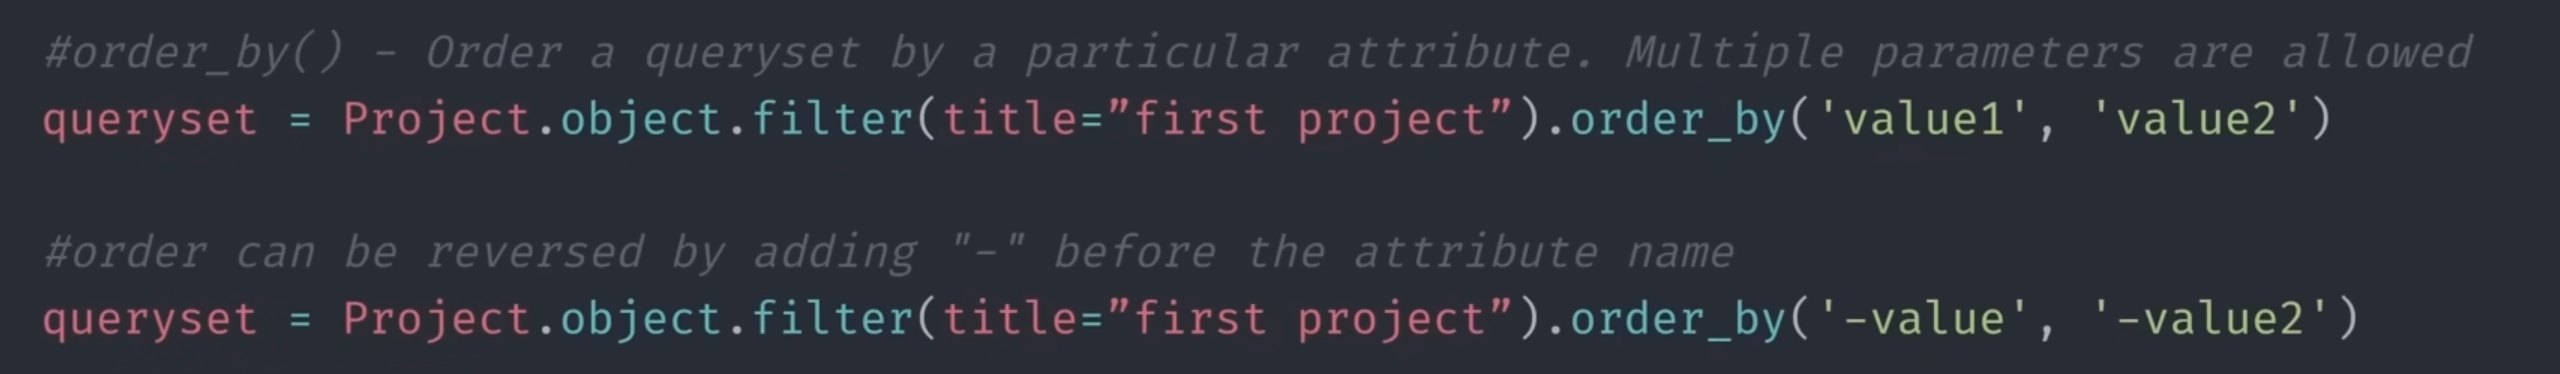 #order_by() - Order a queryset by a particular attribute. Multiple parameters are allowed
queryset = Project.object.filter(title=”first project”).order_by('value1', 'value2')
#order can be reversed by adding "-" before the attribute name
queryset = Project.object.filter(title=”first project”).order_by('-value', '-value2')